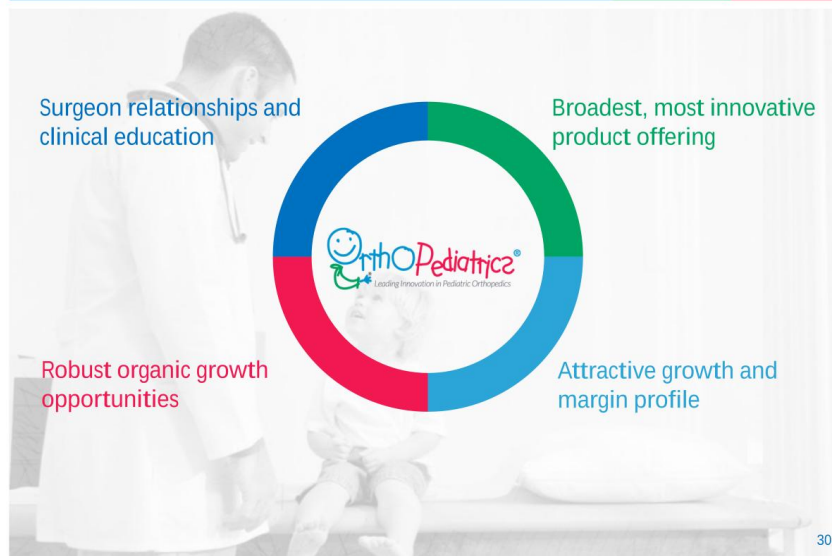 Surgeon relationships and
clinical education
Broadest, most innovative
product offering
OrthoPediatrics®
Leading Innovation in Pediatric Orthopedics
Robust organic growth
opportunities
Attractive growth and
margin profile
30